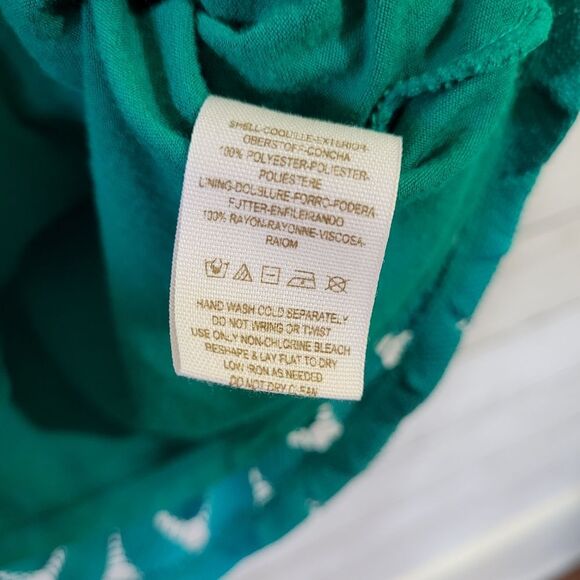 SHELL-COQUILLE-EXTERIOR-
OBERSTOFF-CONCHA
100% POLYESTER-POLIESTER-
POLIESTERE
LINING-DOUBLURE-FORRO-FODERA
FUTTER-ENFILEIRANDO
100% RAYON-RAYONNE-VISCOSA-
RAIOM
HAND WASH COLD SEPARATELY
DO NOT WRING OR TWIST
USE ONLY NON-CHLORINE BLEACH
RESHAPE & LAY FLAT TO DRY
LOW IRON AS NEEDED
DO NOT DRY CLEAN